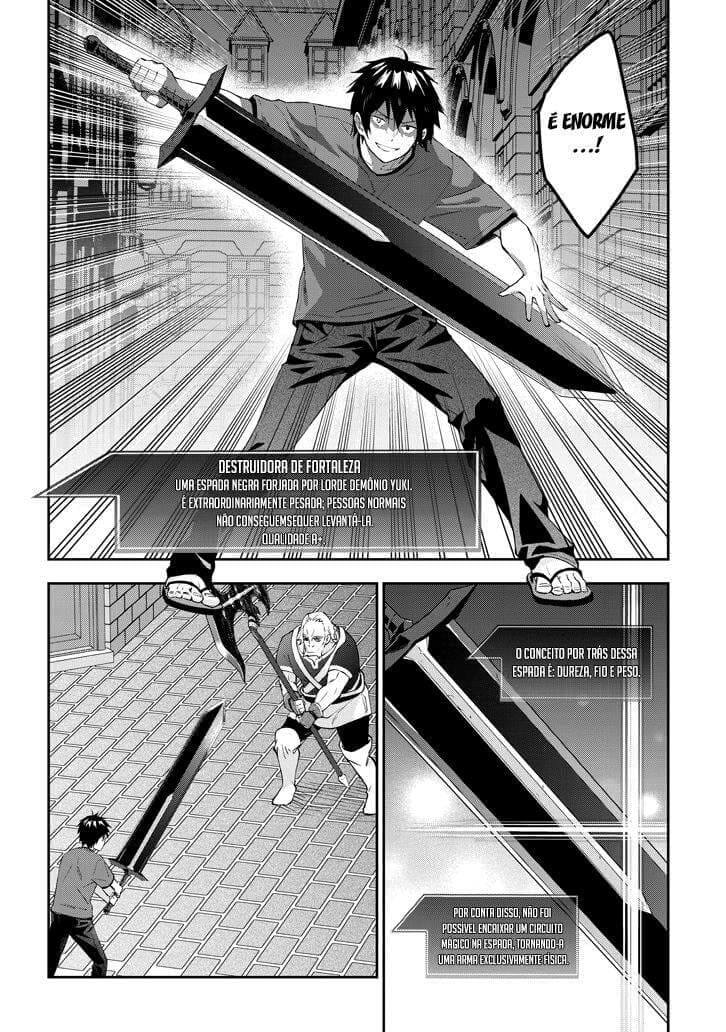 É ENORME
...!
DESTRUIDORA DE FORTALEZA
UMA ESPADA NEGRA FORJADA POR LORDE DEMÔNIO YUKI.
É EXTRAORDINARIAMENTE PESADA; PESSOAS NORMAIS
NÃO CONSEGUEMSEQUER LEVANTÁ-LA.
QUALIDADE A+.
O CONCEITO POR TRÁS DESSA
ESPADA É: DUREZA, FIO E PESO.
POR CONTA DISSO, NÃO FOI
POSSÍVEL ENCAIXAR UM CIRCUITO
MÁGICO NA ESPADA, TORNANDO-A
UMA ARMA EXCLUSIVAMENTE FÍSICA.